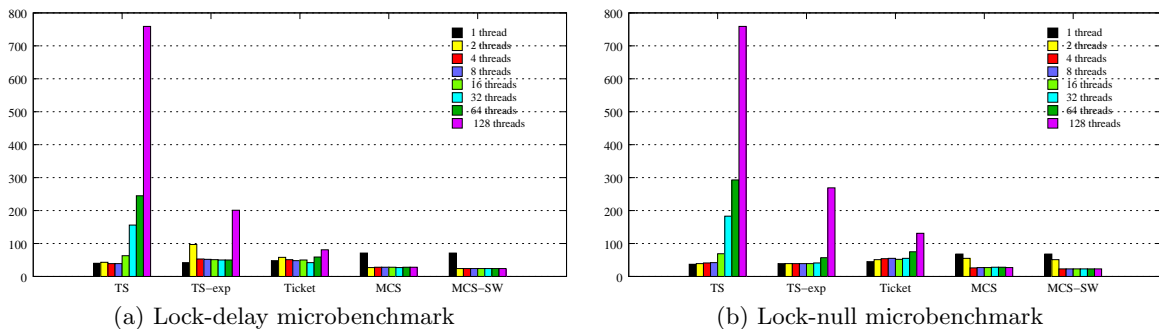 800
700
600
500
400
300
200
100
0
1 thread
2 threads
4 threads
8 threads
16 threads
32 threads
64 threads
128 threads
TS TS−exp Ticket MCS MCS−SW
(a) Lock-delay microbenchmark
800
700
600
500
400
300
200
100
0
1 thread
2 threads
4 threads
8 threads
16 threads
32 threads
64 threads
128 threads
TS TS−exp Ticket MCS MCS−SW
(b) Lock-null microbenchmark